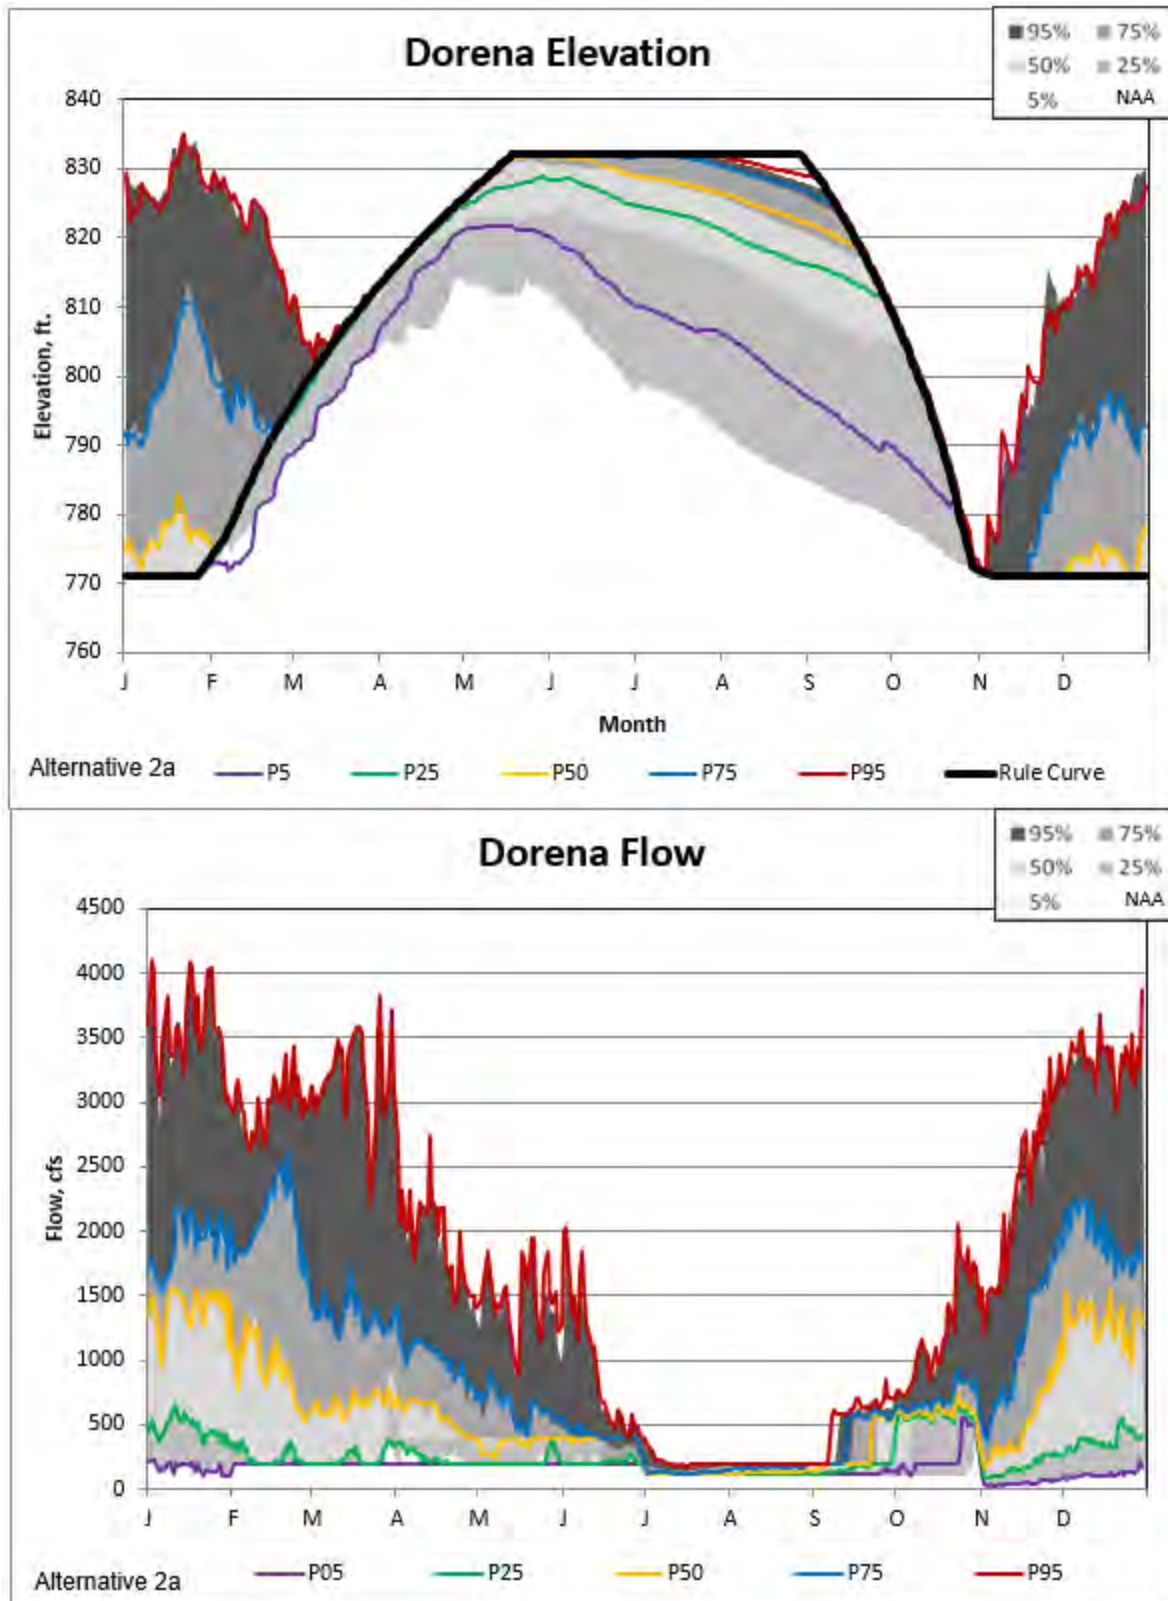 Dorena Elevation
95% 75%
50% 25%
5% NAA
840
830
820
810
800
790
780
770
760
Elevation, ft.
J F M A M J J A S O N D
Month
Alternative 2a P5 P25 P50 P75 P95 Rule Curve
Dorena Flow
95% 75%
50% 25%
5% NAA
4500
4000
3500
3000
2500
2000
1500
1000
500
0
Flow, cfs
J F M A M J J A S O N D
Alternative 2a P05 P25 P50 P75 P95